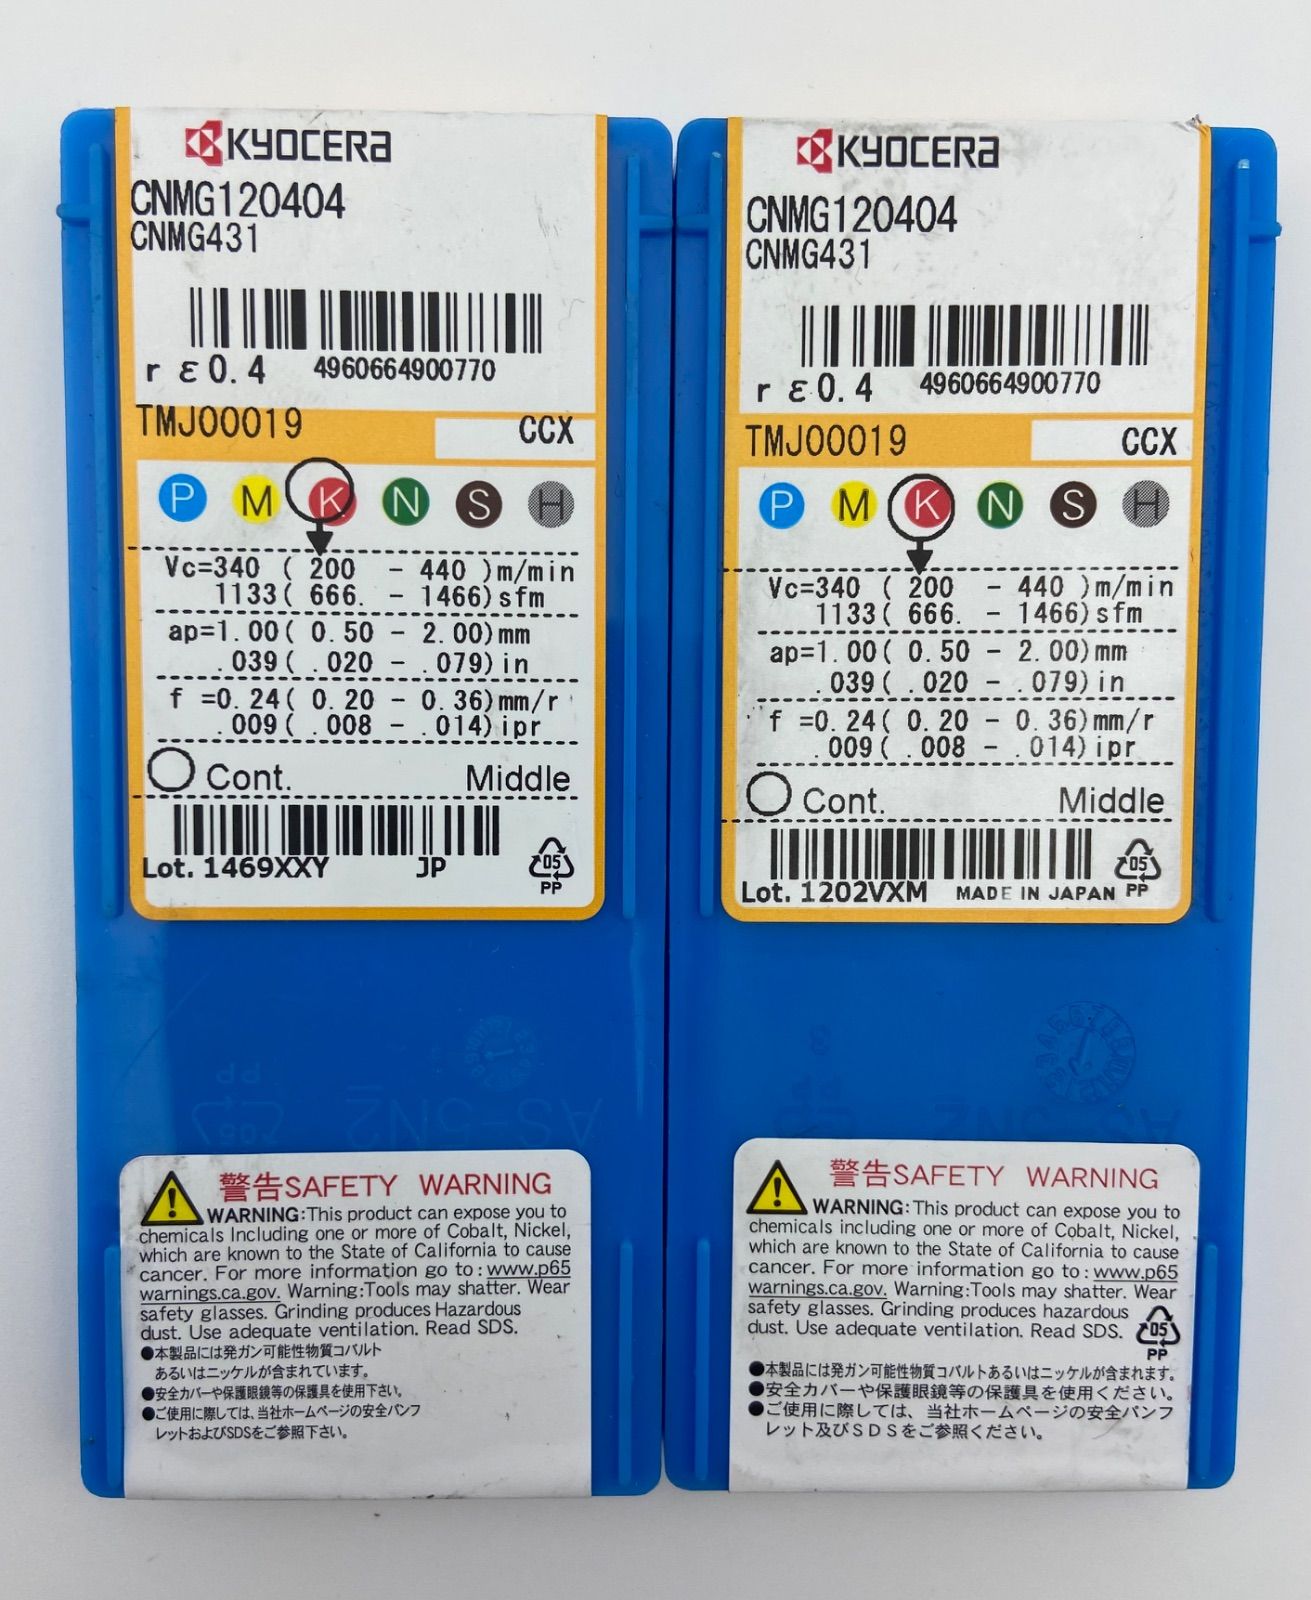 KYOCERA
CNMG120404
CNMG431
rε0.4 4960664900770
TMJ00019 CCX
P M K N S H
Vc=340 ( 200 - 440 )m/min
1133( 666. - 1466)sfm
ap=1.00( 0.50 - 2.00)mm
.039( .020 - .079)in
f =0.24( 0.20 - 0.36)mm/r
.009( .008 - .014)ipr
Cont. Middle
Lot. 1469XXY JP
05
PP
PP
05
AS-5N2
警告SAFETY WARNING
WARNING:This product can expose you to
chemicals Including one or more of Cobalt, Nickel,
which are known to the State of California to cause
cancer. For more information go to : www.p65
warnings.ca.gov. Warning:Tools may shatter. Wear
safety glasses. Grinding produces Hazardous
dust. Use adequate ventilation. Read SDS.
●本製品には発ガン可能性物質コバルト
あるいはニッケルが含まれています。
●安全カバーや保護眼鏡等の保護具を使用下さい。
●ご使用に際しては、当社ホームページの安全パンフ
レットおよびSDSをご参照下さい。
KYOCERA
CNMG120404
CNMG431
rε0.4 4960664900770
TMJ00019 CCX
P M K N S H
Vc=340 ( 200 - 440 )m/min
1133( 666. - 1466)sfm
ap=1.00( 0.50 - 2.00)mm
.039( .020 - .079)in
f =0.24( 0.20 - 0.36)mm/r
.009( .008 - .014)ipr
Cont. Middle
Lot. 1202VXM MADE IN JAPAN
05
PP
PP
AS-5N2
警告SAFETY WARNING
WARNING:This product can expose you to
chemicals including one or more of Cobalt, Nickel,
which are known to the State of California to cause
cancer. For more information go to : www.p65
warnings.ca.gov. Warning:Tools may shatter. Wear
safety glasses. Grinding produces hazardous
dust. Use adequate ventilation. Read SDS.
05
PP
●本製品には発ガン可能性物質コバルトあるいはニッケルが含まれます。
●安全カバーや保護眼鏡等の保護具を使用ください。
●ご使用に際しては、当社ホームページの安全パンフ
レット及びSDSをご参照ください。